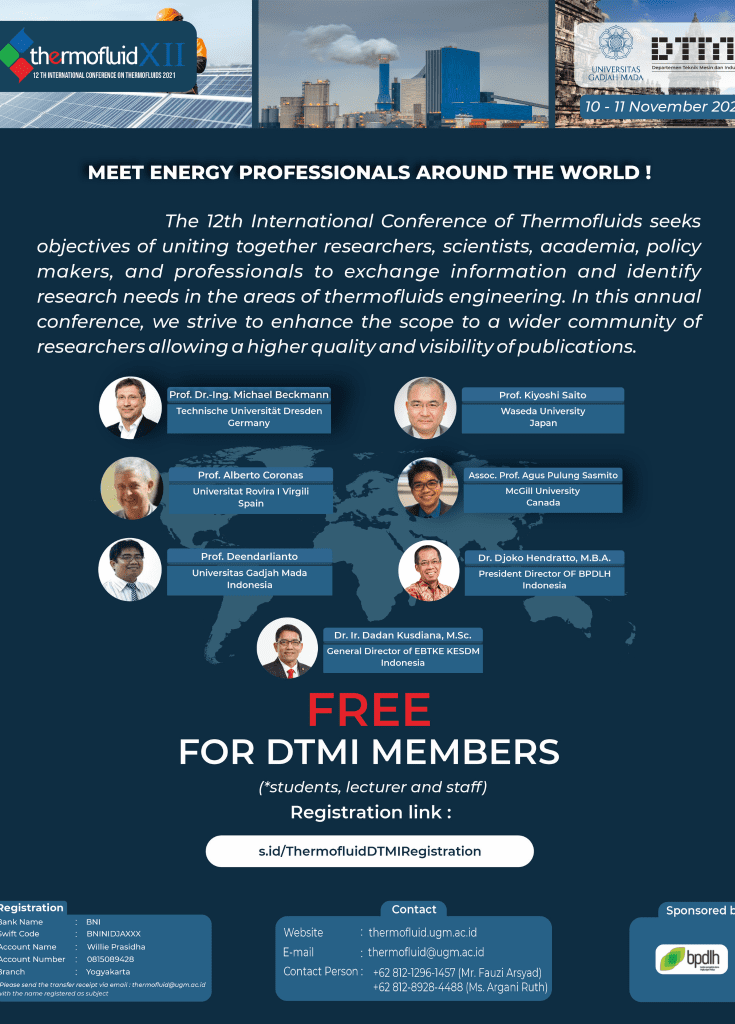 thermofluid XII
12 TH INTERNATIONAL CONFERENCE ON THERMOFLUIDS 2021
UNIVERSITAS
GADJAH MADA
DTM
Departemen Teknik Mesin dan Indu
10 - 11 November 202
MEET ENERGY PROFESSIONALS AROUND THE WORLD !
The 12th International Conference of Thermofluids seeks
objectives of uniting together researchers, scientists, academia, policy
makers, and professionals to exchange information and identify
research needs in the areas of thermofluids engineering. In this annual
conference, we strive to enhance the scope to a wider community of
researchers allowing a higher quality and visibility of publications.
Prof. Dr.-Ing. Michael Beckmann
Technische Universität Dresden
Germany
Prof. Kiyoshi Saito
Waseda University
Japan
Prof. Alberto Coronas
Universitat Rovira I Virgili
Spain
Assoc. Prof. Agus Pulung Sasmito
McGill University
Canada
Prof. Deendarlianto
Universitas Gadjah Mada
Indonesia
Dr. Djoko Hendratto, M.B.A.
President Director OF BPDLH
Indonesia
Dr. Ir. Dadan Kusdiana, M.Sc.
General Director of EBTKE KESDM
Indonesia
FREE
FOR DTMI MEMBERS
(*students, lecturer and staff)
Registration link :
s.id/ThermofluidDTMIRegistration
Registration
Bank Name : BNI
Swift Code : BNINIDJAXXX
Account Name : Willie Prasidha
Account Number : 0815089428
Branch : Yogyakarta
Please send the transfer receipt via email : thermofluid@ugm.ac.id
with the name registered as subject
Contact
Website : thermofluid.ugm.ac.id
E-mail : thermofluid@ugm.ac.id
Contact Person : +62 812-1296-1457 (Mr. Fauzi Arsyad)
+62 812-8928-4488 (Ms. Argani Ruth)
Sponsored b
bpdlh